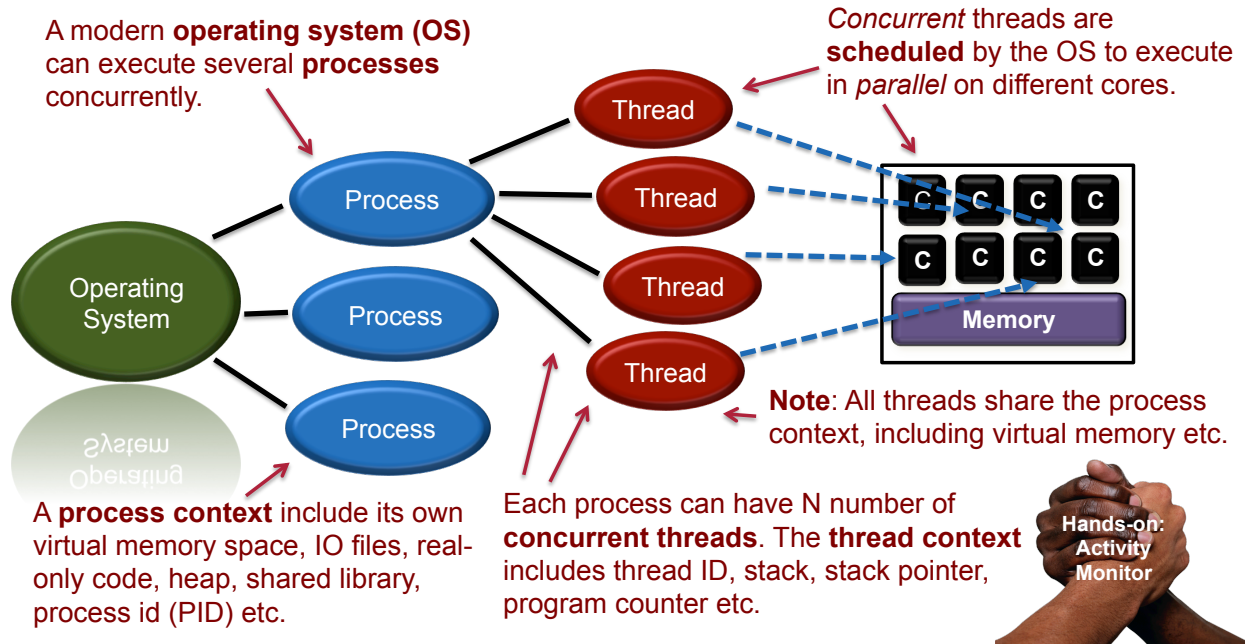 A modern operating system (OS)
can execute several processes
concurrently.
Concurrent threads are
scheduled by the OS to execute
in parallel on different cores.
Thread
Thread
Thread
Thread
Process
Process
Process
Operating
System
C C C C
C C C C
Memory
Note: All threads share the process
context, including virtual memory etc.
System
Operating
A process context include its own
virtual memory space, IO files, real-
only code, heap, shared library,
process id (PID) etc.
Each process can have N number of
concurrent threads. The thread context
includes thread ID, stack, stack pointer,
program counter etc.
Hands-on:
Activity
Monitor